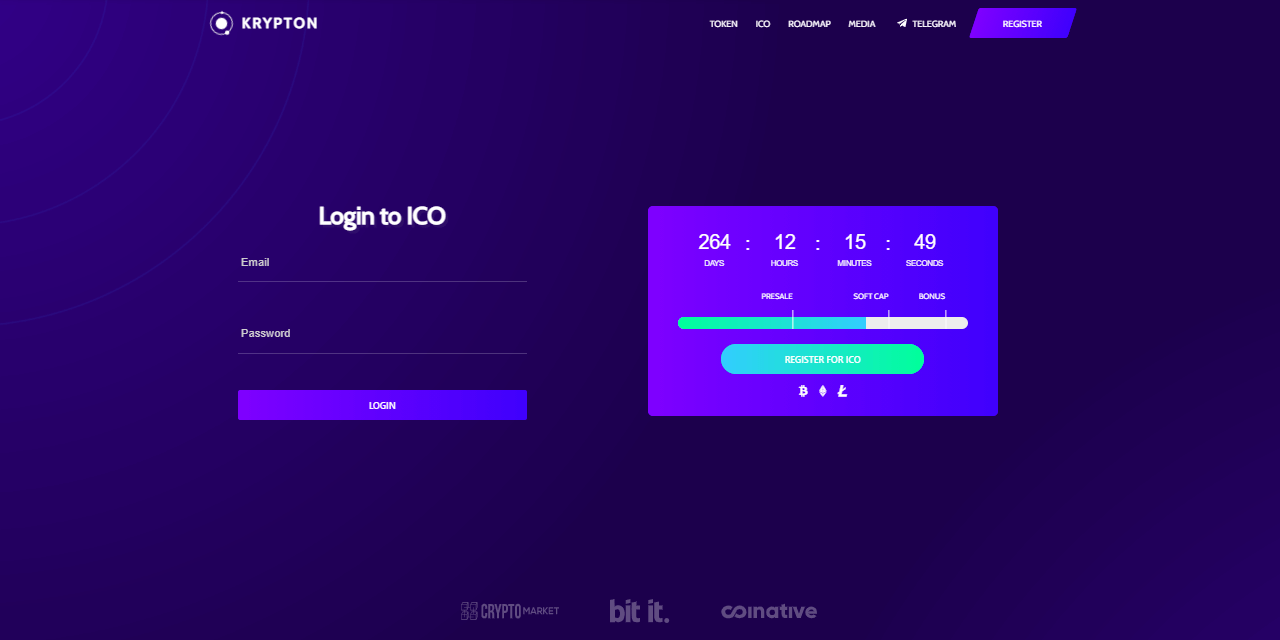 KRYPTON
TOKEN ICO ROADMAP MEDIA TELEGRAM REGISTER
Login to ICO
Email
Password
LOGIN
264 : 12 : 15 : 49
DAYS HOURS MINUTES SECONDS
PRESALE SOFT CAP BONUS
REGISTER FOR ICO
CRYPTO MARKET
bit it.
coinative